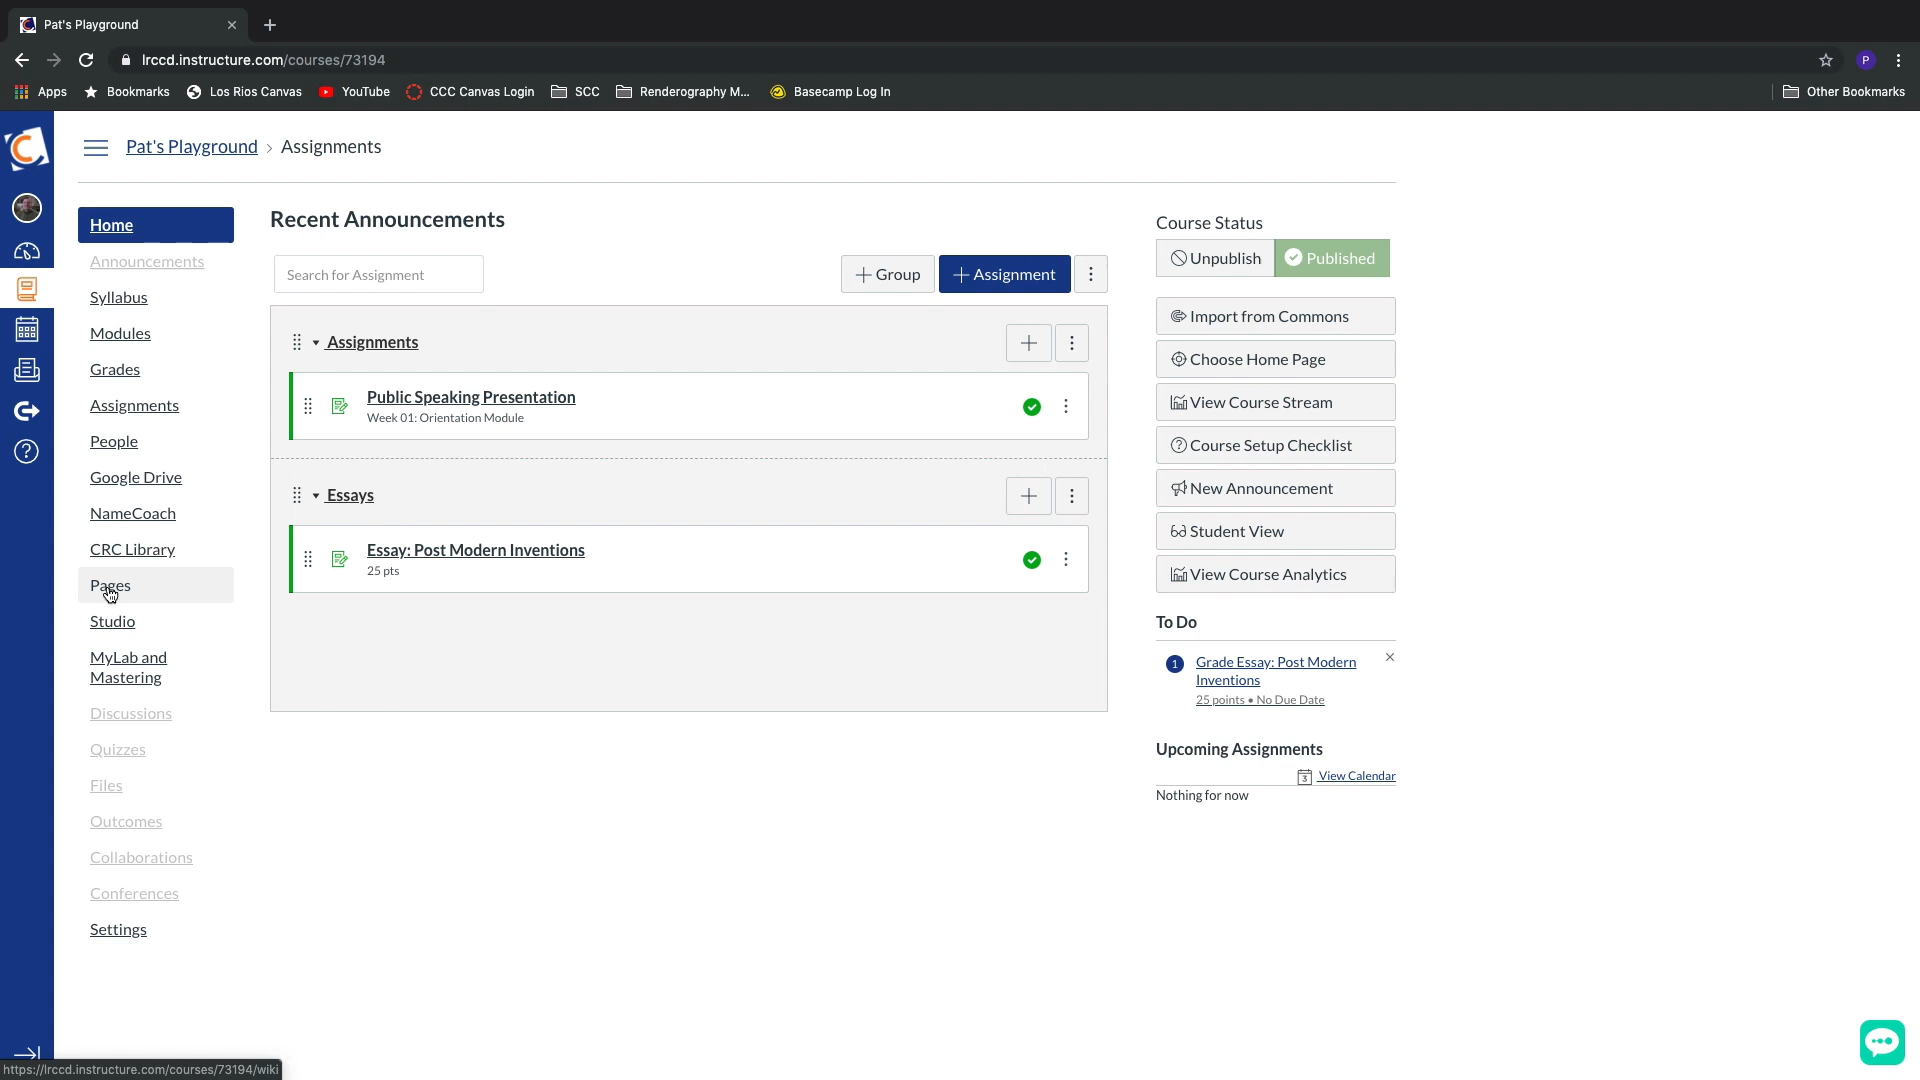 Pat's Playground
lrccd.instructure.com/courses/73194
P
Apps
Bookmarks
Los Rios Canvas
YouTube
CCC Canvas Login
SCC
Renderography M...
Basecamp Log In
Other Bookmarks
Pat's Playground > Assignments
Home
Announcements
Syllabus
Modules
Grades
Assignments
People
Google Drive
NameCoach
CRC Library
Pages
Studio
MyLab and
Mastering
Discussions
Quizzes
Files
Outcomes
Collaborations
Conferences
Settings
Recent Announcements
Search for Assignment
Group
Assignment
Assignments
Public Speaking Presentation
Week 01: Orientation Module
Essays
Essay: Post Modern Inventions
25 pts
Course Status
Unpublish
Published
Import from Commons
Choose Home Page
View Course Stream
Course Setup Checklist
New Announcement
Student View
View Course Analytics
To Do
1
Grade Essay: Post Modern
Inventions
25 points • No Due Date
Upcoming Assignments
3 View Calendar
Nothing for now
https://lrccd.instructure.com/courses/73194/wiki